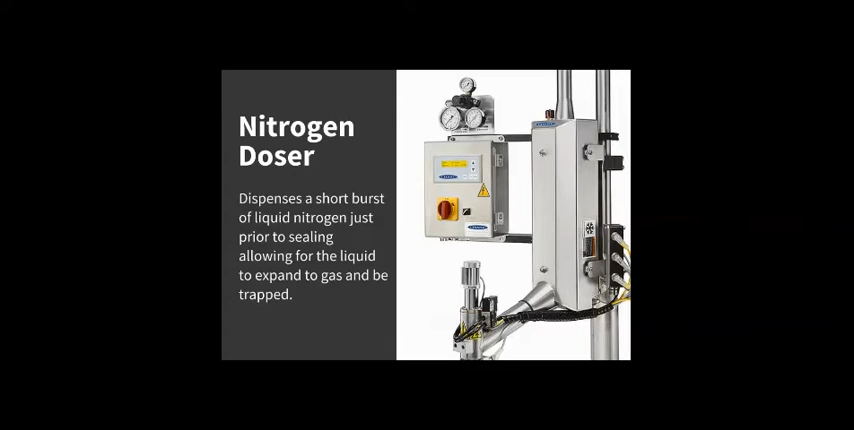 Nitrogen
Doser
Dispenses a short burst
of liquid nitrogen just
prior to sealing
allowing for the liquid
to expand to gas and be
trapped.